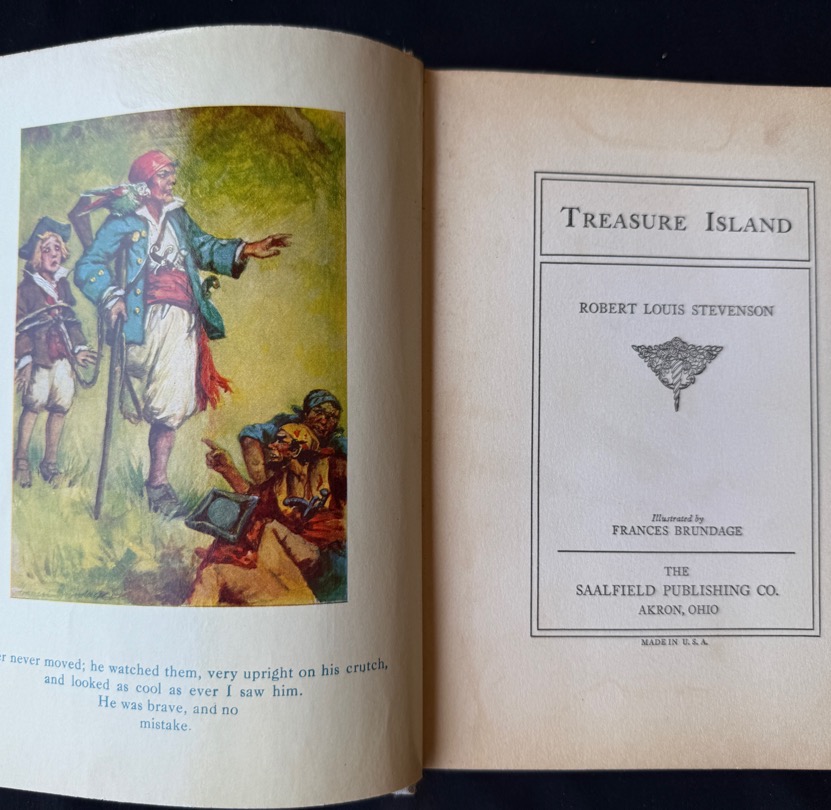 er never moved; he watched them, very upright on his crutch,
and looked as cool as ever I saw him.
He was brave, and no
mistake.
TREASURE ISLAND
ROBERT LOUIS STEVENSON
Illustrated by
FRANCES BRUNDAGE
THE
SAALFIELD PUBLISHING CO.
AKRON, OHIO
MADE IN U. S. A.